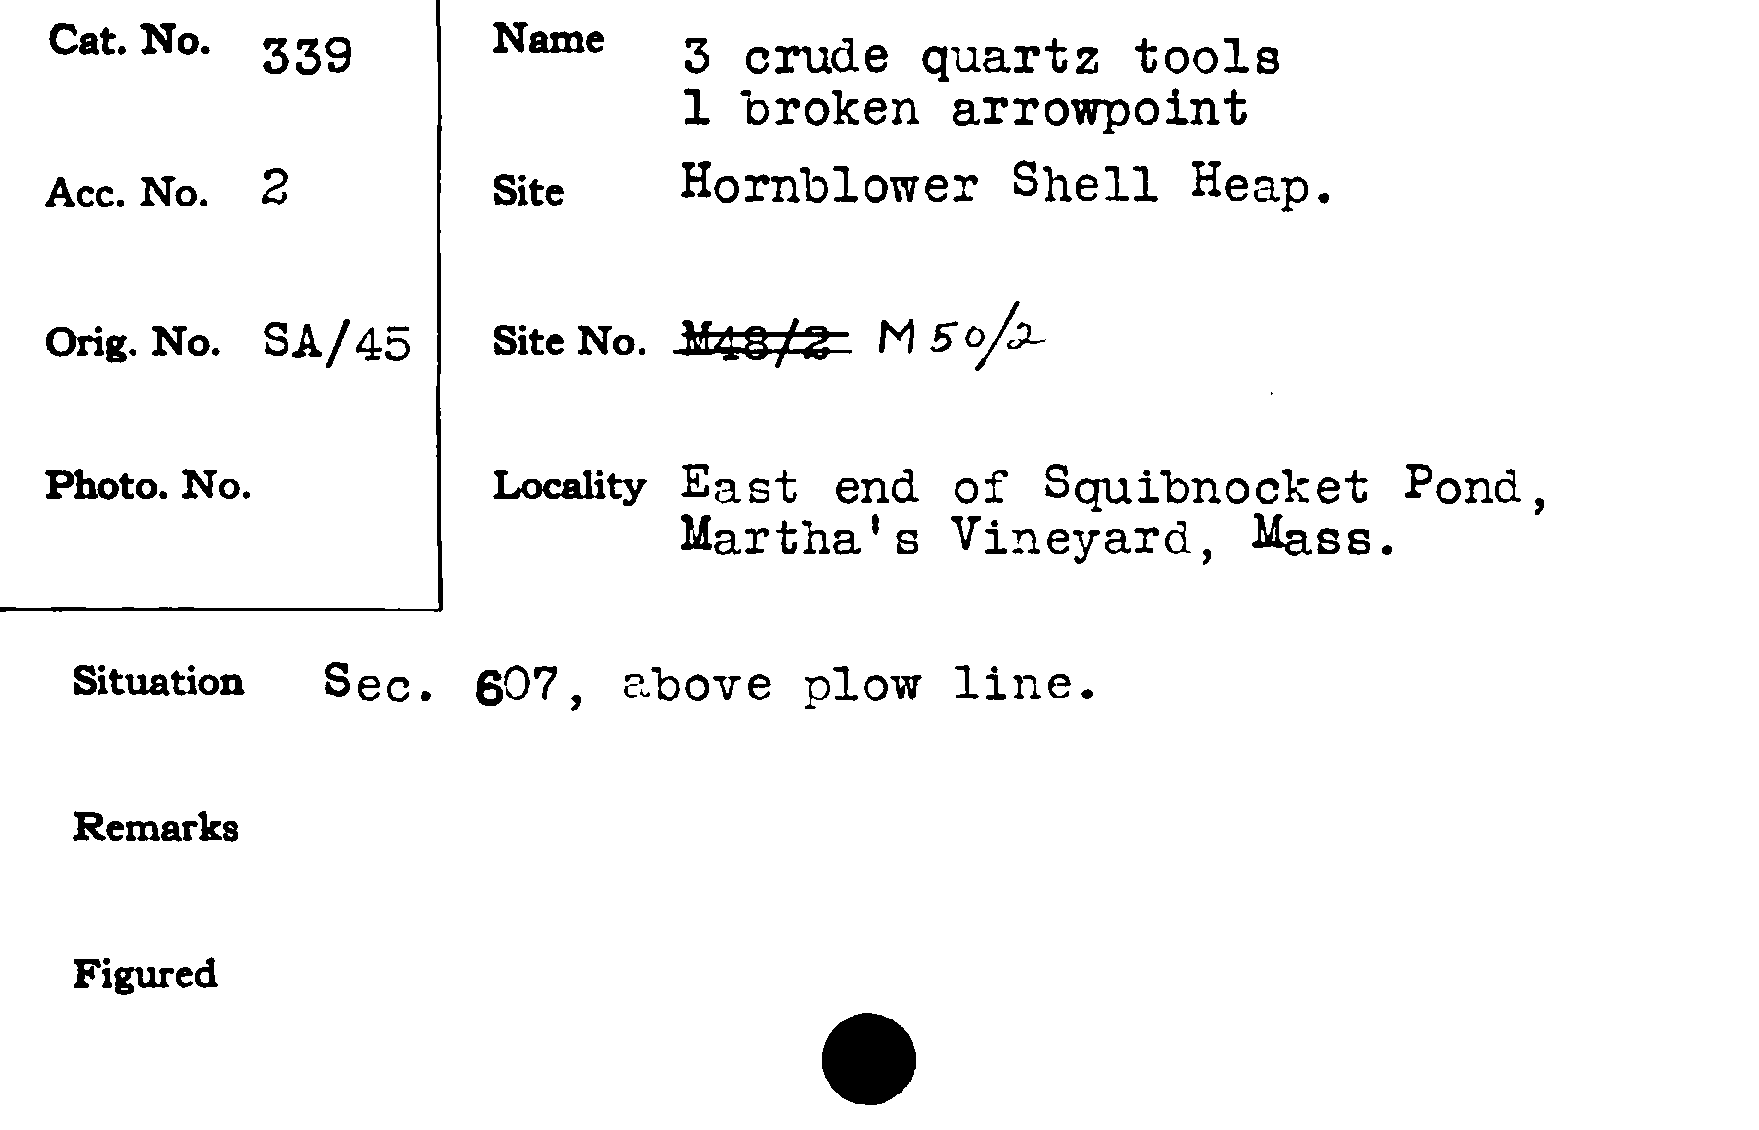 Cat. No. 339
Name 3 crude quartz tools
1 broken arrowpoint
Acc. No. 2
Site Hornblower Shell Heap.
Orig. No. SA/45
Site No. M48/2 M50/2
Photo. No.
Locality East end of Squibnocket Pond,
Martha's Vineyard, Mass.
Situation Sec. 607, above plow line.
Remarks
Figured